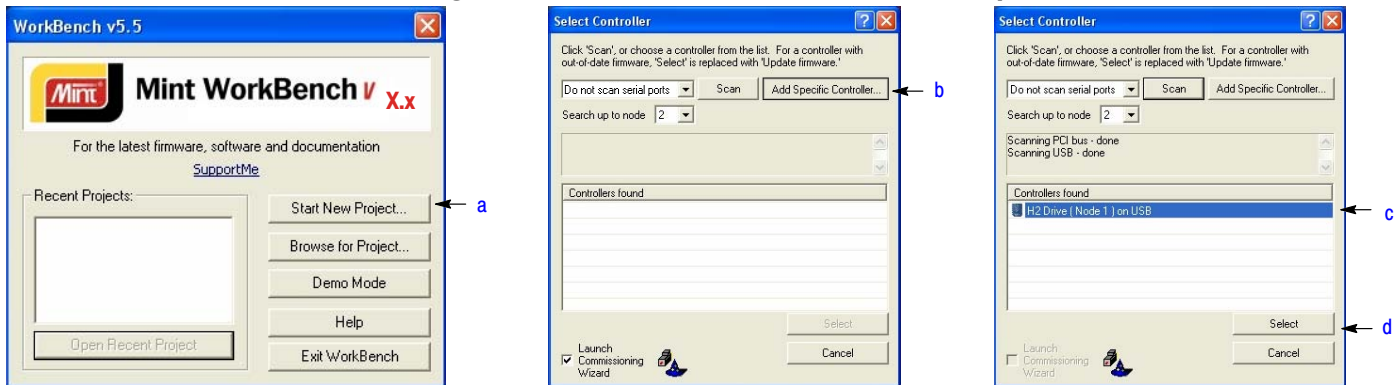 WorkBench v5.5
Mint
Mint WorkBench V X.x
For the latest firmware, software and documentation
SupportMe
Recent Projects:
Start New Project...
a
Browse for Project...
Demo Mode
Help
Open Recent Project
Exit WorkBench
Select Controller
Click 'Scan', or choose a controller from the list. For a controller with
out-of-date firmware, 'Select' is replaced with 'Update firmware.'
Do not scan serial ports
Scan
Add Specific Controller...
b
Search up to node 2
Controllers found
Select
Launch
Commissioning
Wizard
Cancel
Select Controller
Click 'Scan', or choose a controller from the list. For a controller with
out-of-date firmware, 'Select' is replaced with 'Update firmware.'
Do not scan serial ports
Scan
Add Specific Controller...
Search up to node 2
Scanning PCI bus - done
Scanning USB - done
Controllers found
H2 Drive ( Node 1 ) on USB
c
Select
d
Launch
Commissioning
Wizard
Cancel